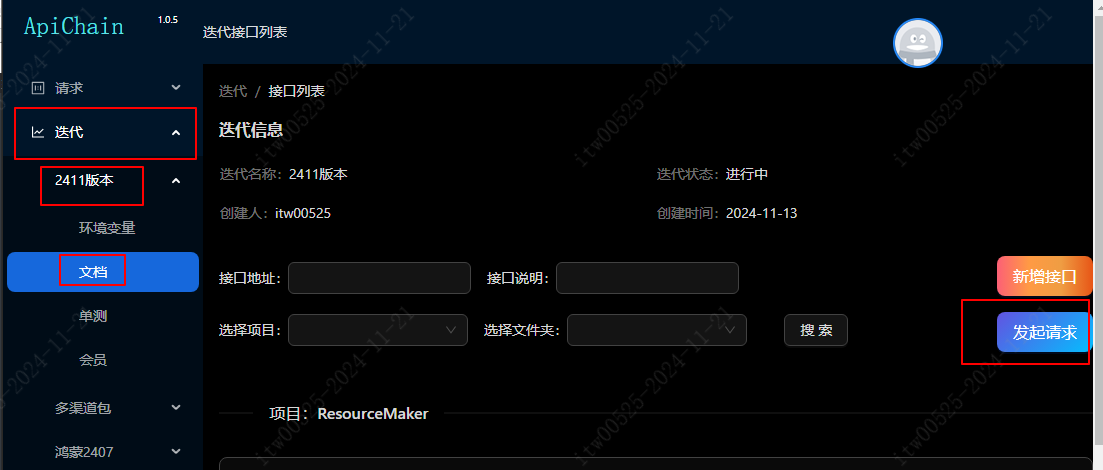 ApiChain 1.0.5
迭代接口列表
请求
迭代
2411版本
环境变量
文档
单测
会员
多渠道包
鸿蒙2407
迭代 / 接口列表
迭代信息
迭代名称: 2411版本 迭代状态: 进行中
创建人: itw00525 创建时间: 2024-11-13
接口地址: 接口说明: 新增接口
选择项目: 选择文件夹: 搜 索 发起请求
项目: ResourceMaker
itw00525-2024-11-21